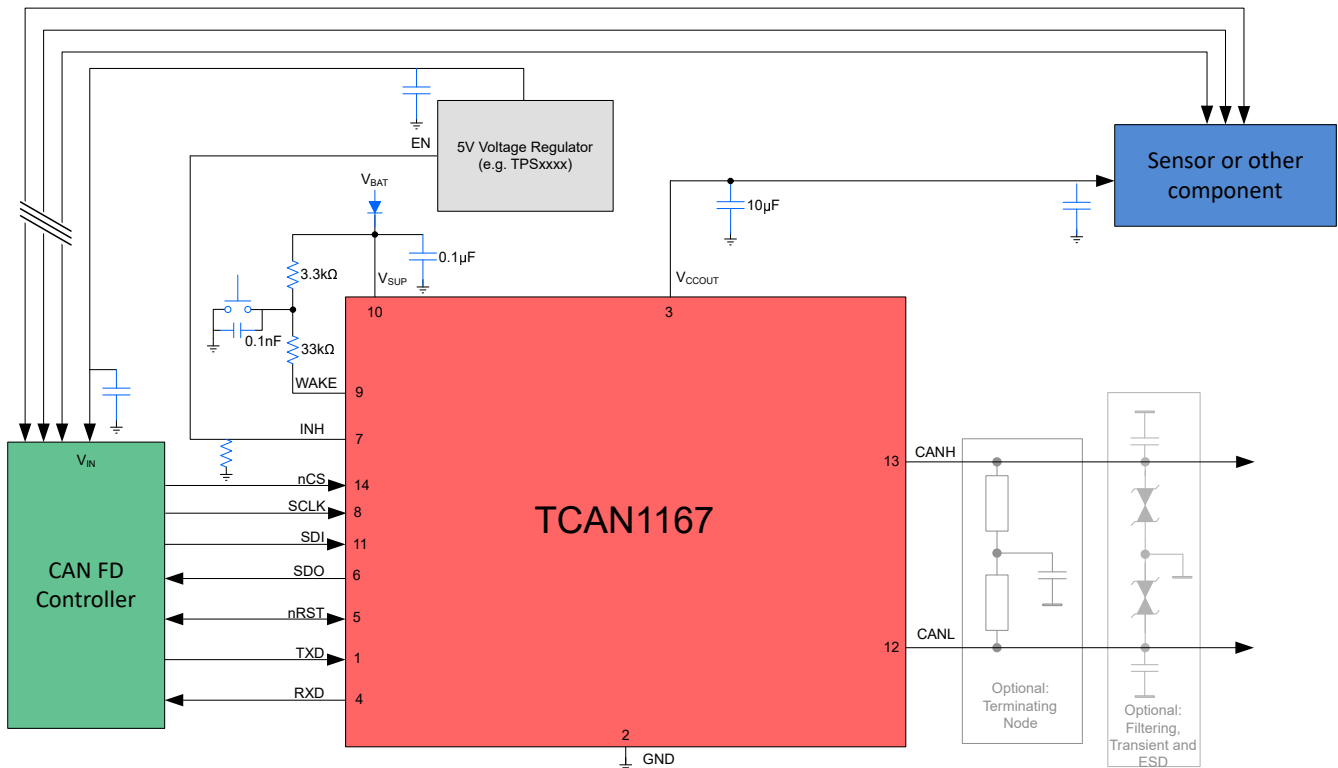 EN
5V Voltage Regulator
(e.g. TPSxxxx)
Sensor or other
component
VBAT
10µF
0.1µF
3.3kΩ
VSUP
VCCOUT
10
3
0.1nF
33kΩ
WAKE
9
INH
7
VIN
CANH
13
nCS
14
SCLK
8
TCAN1167
SDI
11
CAN FD
Controller
SDO
6
nRST
5
CANL
12
TXD
1
RXD
4
Optional:
Terminating
Node
Optional:
Filtering,
Transient and
ESD
2
GND